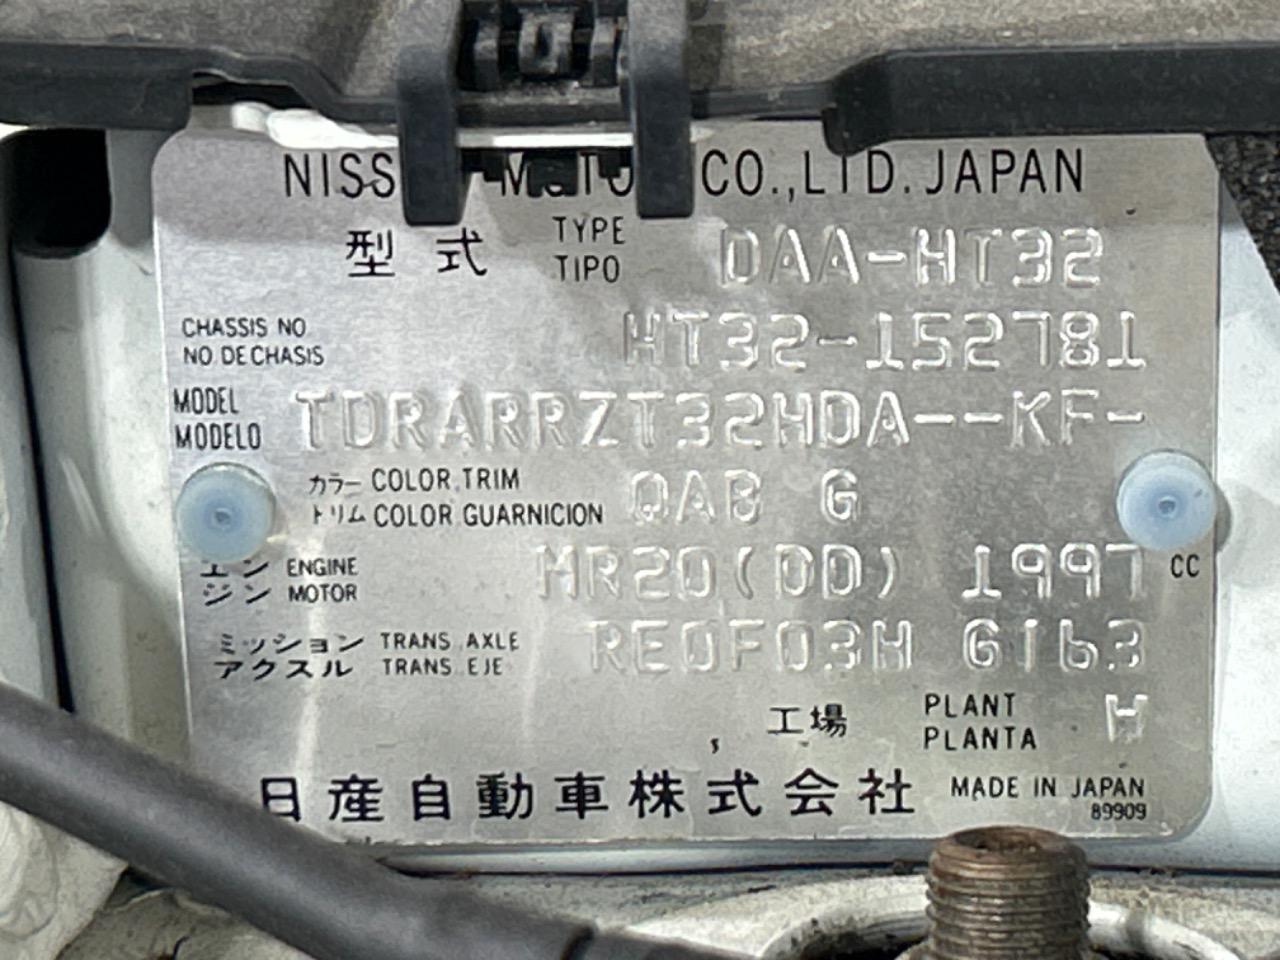 NISS MOTO CO.,LTD. JAPAN
型式 TYPE TIPO DAA-HT32
CHASSIS NO. NO DE CHASIS HT32-152781
MODEL MODELO TDRARRZT32HDA--KF-
カラー COLOR, TRIM QAB G
トリム COLOR GUARNICION
エンジン ENGINE MOTOR MR20(DD) 1997 CC
ミッション TRANS. AXLE RE0F03H G163
アクスル TRANS. EJE
工場 PLANT PLANTA H
日産自動車株式会社 MADE IN JAPAN
89909